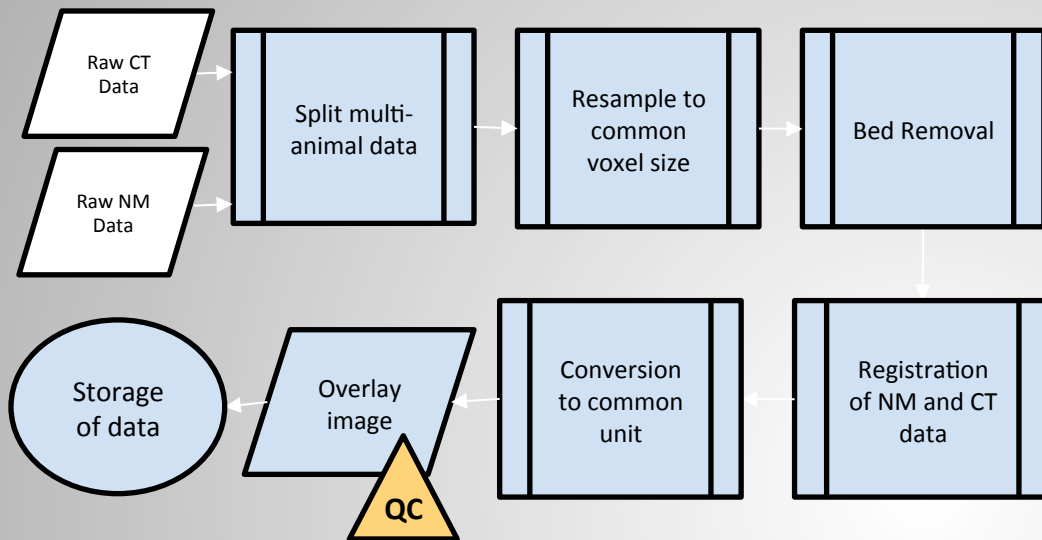 Raw CT
Data
Raw NM
Data
Split multi-
animal data
Resample to
common
voxel size
Bed Removal
Registration
of NM and CT
data
Conversion
to common
unit
Overlay
image
QC
Storage
of data